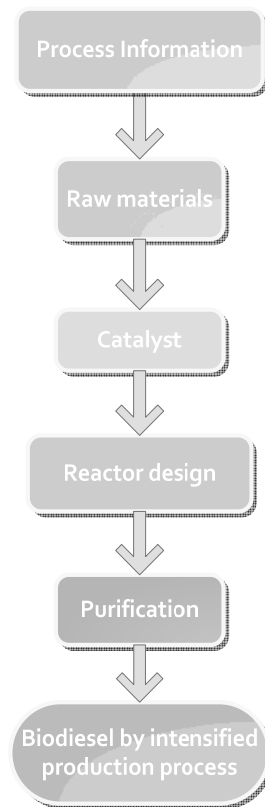 Process Information
Raw materials
Catalyst
Reactor design
Purification
Biodiesel by intensified
production process